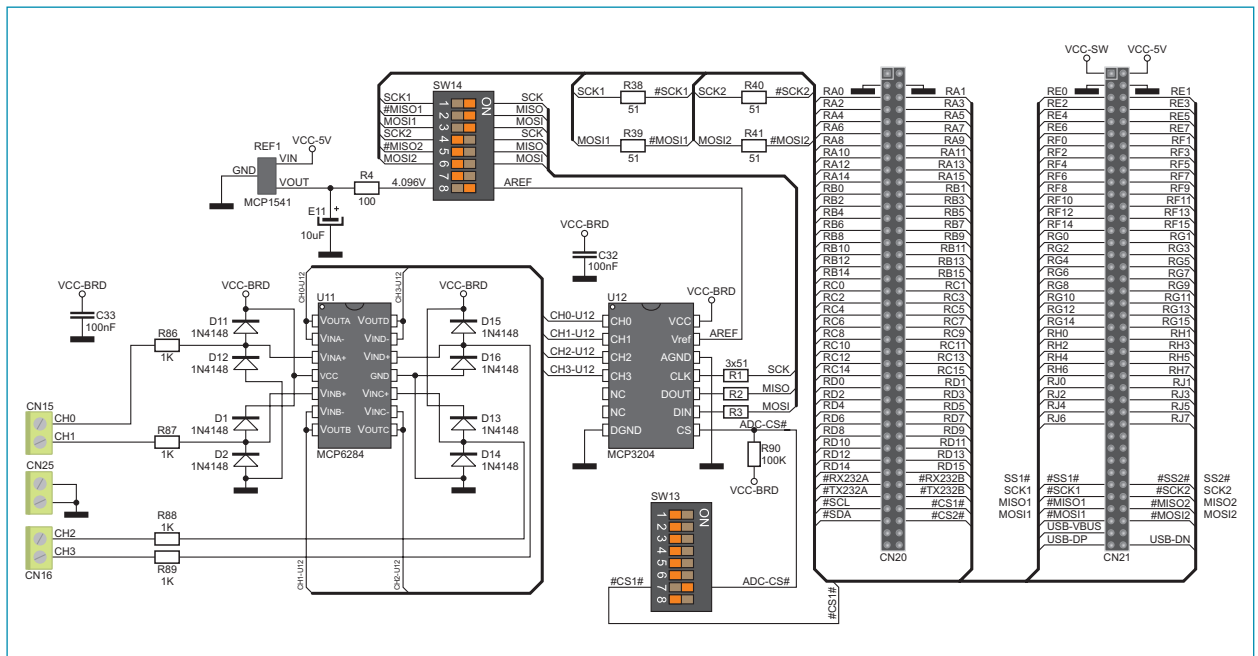 VCC-SW VCC-5V
SW14
SCK1 SCK
#MISO1 MISO
MOSI1 MOSI
SCK2 SCK
#MISO2 MISO
MOSI2 MOSI
4.096V AREF
ON
1
2
3
4
5
6
7
8
SCK1 R38 #SCK1
51
SCK2 R40 #SCK2
51
MOSI1 R39 #MOSI1
51
MOSI2 R41 #MOSI2
51
REF1
VCC-5V
VIN
GND
VOUT
MCP1541
R4
100
E11
+
10uF
VCC-BRD
C32
100nF
VCC-BRD
C33
100nF
VCC-BRD
D11
1N4148
D12
1N4148
D1
1N4148
D2
1N4148
R86
1K
R87
1K
R88
1K
R89
1K
CN15
CH0
CH1
CN25
CH2
CH3
CN16
CH0-U12
CH3-U12
U11
VOUTA VOUTD
VINA- VIND-
VINA+ VIND+
VCC GND
VINB+ VINC+
VINB- VINC-
VOUTB VOUTC
MCP6284
CH1-U12
CH2-U12
VCC-BRD
D15
1N4148
D16
1N4148
D13
1N4148
D14
1N4148
CH0-U12
CH1-U12
CH2-U12
CH3-U12
U12
VCC-BRD
CH0 VCC
CH1 Vref AREF
CH2 AGND
CH3 CLK
NC DOUT
NC DIN
DGND CS
MCP3204
3x51
R1 SCK
R2 MISO
R3 MOSI
ADC-CS#
R90
100K
VCC-BRD
SW13
ON
1
2
3
4
5
6
7
8
#CS1# ADC-CS#
#CS1#
RA0 RA1
RA2 RA3
RA4 RA5
RA6 RA7
RA8 RA9
RA10 RA11
RA12 RA13
RA14 RA15
RB0 RB1
RB2 RB3
RB4 RB5
RB6 RB7
RB8 RB9
RB10 RB11
RB12 RB13
RB14 RB15
RC0 RC1
RC2 RC3
RC4 RC5
RC6 RC7
RC8 RC9
RC10 RC11
RC12 RC13
RC14 RC15
RD0 RD1
RD2 RD3
RD4 RD5
RD6 RD7
RD8 RD9
RD10 RD11
RD12 RD13
RD14 RD15
#RX232A #RX232B
#TX232A #TX232B
#SCL #CS1#
#SDA #CS2#
CN20
RE0 RE1
RE2 RE3
RE4 RE5
RE6 RE7
RF0 RF1
RF2 RF3
RF4 RF5
RF6 RF7
RF8 RF9
RF10 RF11
RF12 RF13
RF14 RF15
RG0 RG1
RG2 RG3
RG4 RG5
RG6 RG7
RG8 RG9
RG10 RG11
RG12 RG13
RG14 RG15
RH0 RH1
RH2 RH3
RH4 RH5
RH6 RH7
RJ0 RJ1
RJ2 RJ3
RJ4 RJ5
RJ6 RJ7
SS1# #SS1# #SS2# SS2#
SCK1 #SCK1 #SCK2 SCK2
MISO1 #MISO1 #MISO2 MISO2
MOSI1 #MOSI1 #MOSI2 MOSI2
USB-VBUS
USB-DP USB-DN
CN21